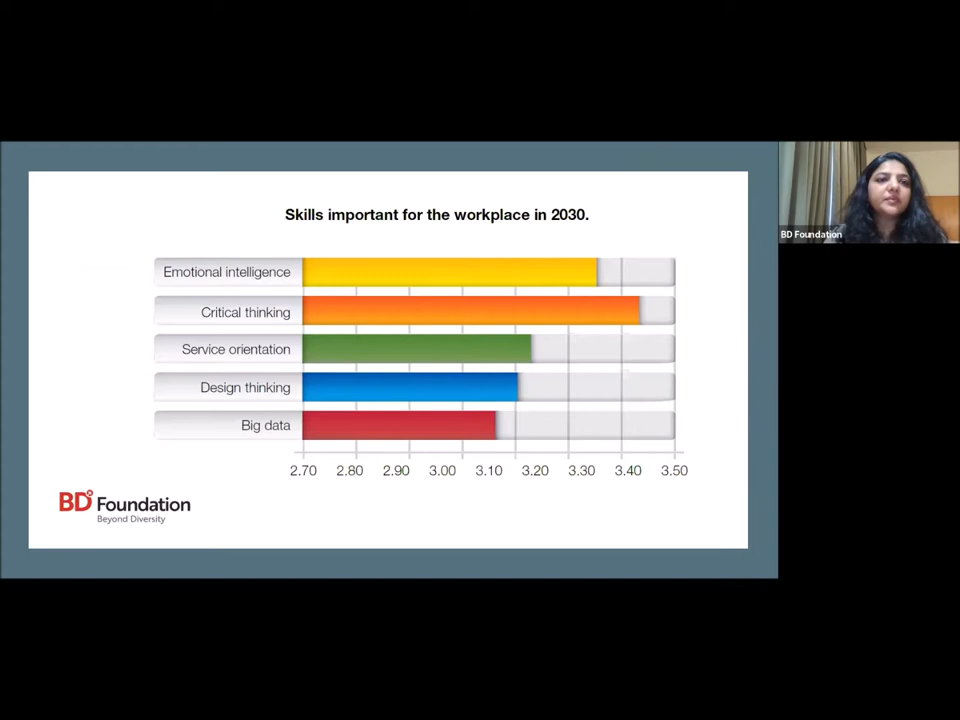 Skills important for the workplace in 2030.
Emotional intelligence
Critical thinking
Service orientation
Design thinking
Big data
2.70 2.80 2.90 3.00 3.10 3.20 3.30 3.40 3.50
BD Foundation
Beyond Diversity
BD Foundation